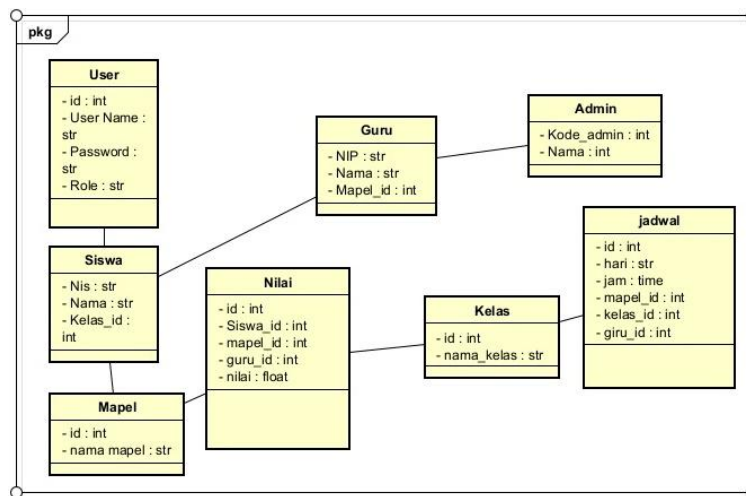 pkg
User
- id : int
- User Name :
str
- Password :
str
- Role : str
Siswa
- Nis : str
- Nama : str
- Kelas_id :
int
Mapel
- id : int
- nama mapel : str
Guru
- NIP : str
- Nama : str
- Mapel_id : int
Nilai
- id : int
- Siswa_id : int
- mapel_id : int
- guru_id : int
- nilai : float
Admin
- Kode_admin : int
- Nama : int
Kelas
- id : int
- nama_kelas : str
jadwal
- id : int
- hari : str
- jam : time
- mapel_id : int
- kelas_id : int
- giru_id : int